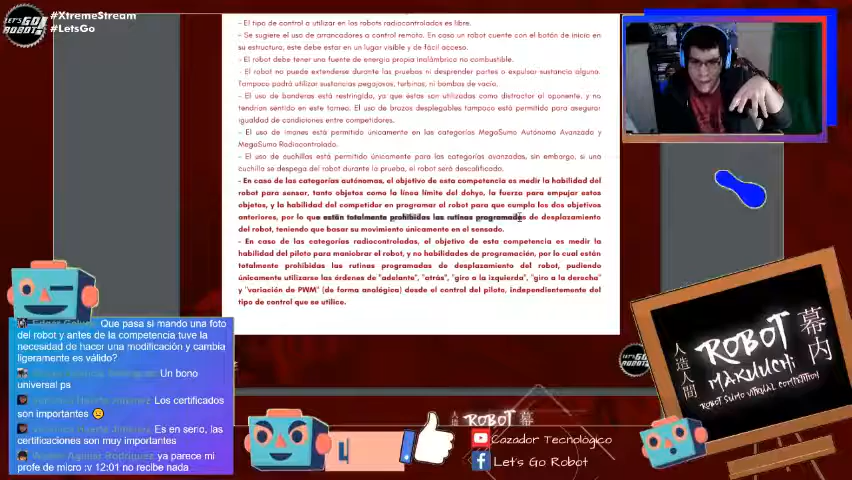 #XtremeStream
#LetsGo
LET'S GO
ROBOT!
- El tipo de control a utilizar en los robots radiocontrolados es libre.
- Se sugiere el uso de arrancadores a control remoto. En caso un robot cuente con el botón de inicio en
su estructura, éste debe estar en un lugar visible y de fácil acceso.
- El robot debe tener una fuente de energía propia inalámbrica no combustible.
- El robot no puede extenderse durante las pruebas ni desprender partes o expulsar sustancia alguna.
Tampoco podrá utilizar sustancias pegajosas, turbinas, ni bombas de vacío.
- El uso de banderas está restringido, ya que éstas son utilizadas como distractor al oponente, y no
tendrían sentido en este torneo. El uso de brazos desplegables tampoco está permitido para asegurar
igualdad de condiciones entre competidores.
- El uso de imanes está permitido únicamente en las categorías MegaSumo Autónomo Avanzado y
MegaSumo Radiocontrolado.
- El uso de cuchillas está permitido únicamente para las categorías avanzadas, sin embargo, si una
cuchilla se despega del robot durante la prueba, el robot será descalificado.
- En caso de las categorías autónomas, el objetivo de esta competencia es medir la habilidad del
robot para sensar, tanto objetos como la línea límite del dohyo, la fuerza para empujar estos
objetos, y la habilidad del competidor en programar al robot para que cumpla los dos objetivos
anteriores, por lo que están totalmente prohibidas las rutinas programadas de desplazamiento
del robot, teniendo que basar su movimiento únicamente en el sensado.
- En caso de las categorías radiocontroladas, el objetivo de esta competencia es medir la
habilidad del piloto para maniobrar el robot, y no habilidades de programación, por lo cual están
totalmente prohibidas las rutinas programadas de desplazamiento del robot, pudiendo
únicamente utilizarse las órdenes de "adelante", "atrás", "giro a la izquierda", "giro a la derecha"
y "variación de PWM" (de forma analógica) desde el control del piloto, independientemente del
tipo de control que se utilice.
Que pasa si mando una foto
del robot y antes de la competencia tuve la
necesidad de hacer una modificación y cambia
ligeramente es válido?
Un bono
universal pa
Los certificados
son importantes
Es en serio, las
certificaciones son muy importantes
ya parece mi
profe de micro :v 12:01 no recibe nada
ROBOT 幕
Cazador Tecnológico
Let's Go Robot
人造人間
ROBOT
MAKUUCHI
幕内
ROBOT SUMO VIRTUAL COMPETITION